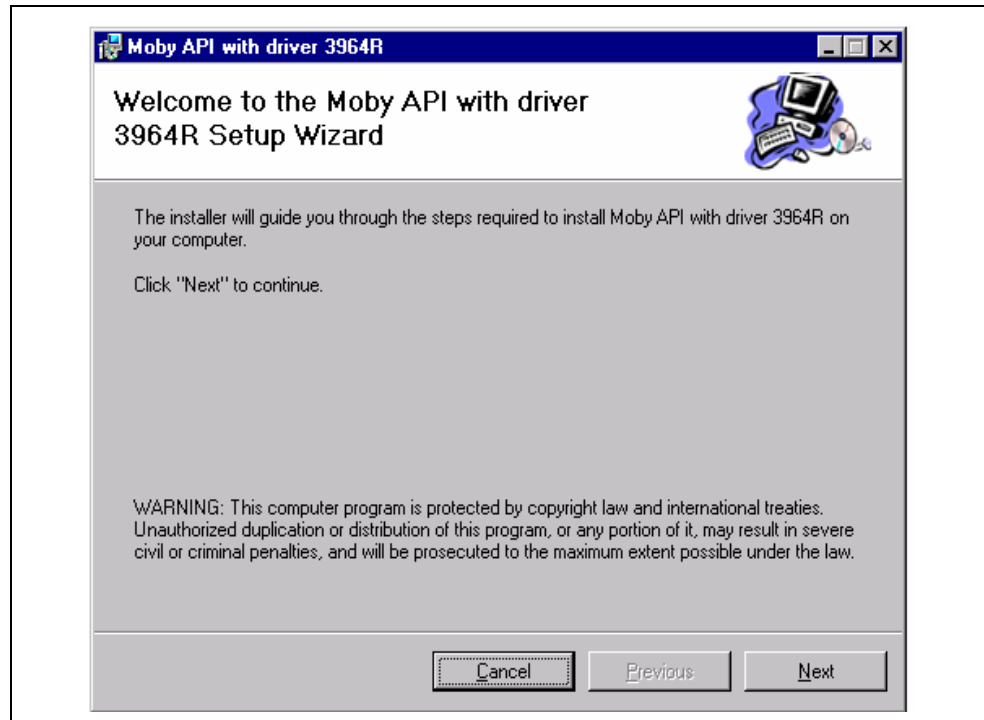 Moby API with driver 3964R
Welcome to the Moby API with driver
3964R Setup Wizard
The installer will guide you through the steps required to install Moby API with driver 3964R on
your computer.
Click "Next" to continue.
WARNING: This computer program is protected by copyright law and international treaties.
Unauthorized duplication or distribution of this program, or any portion of it, may result in severe
civil or criminal penalties, and will be prosecuted to the maximum extent possible under the law.
Cancel
Previous
Next